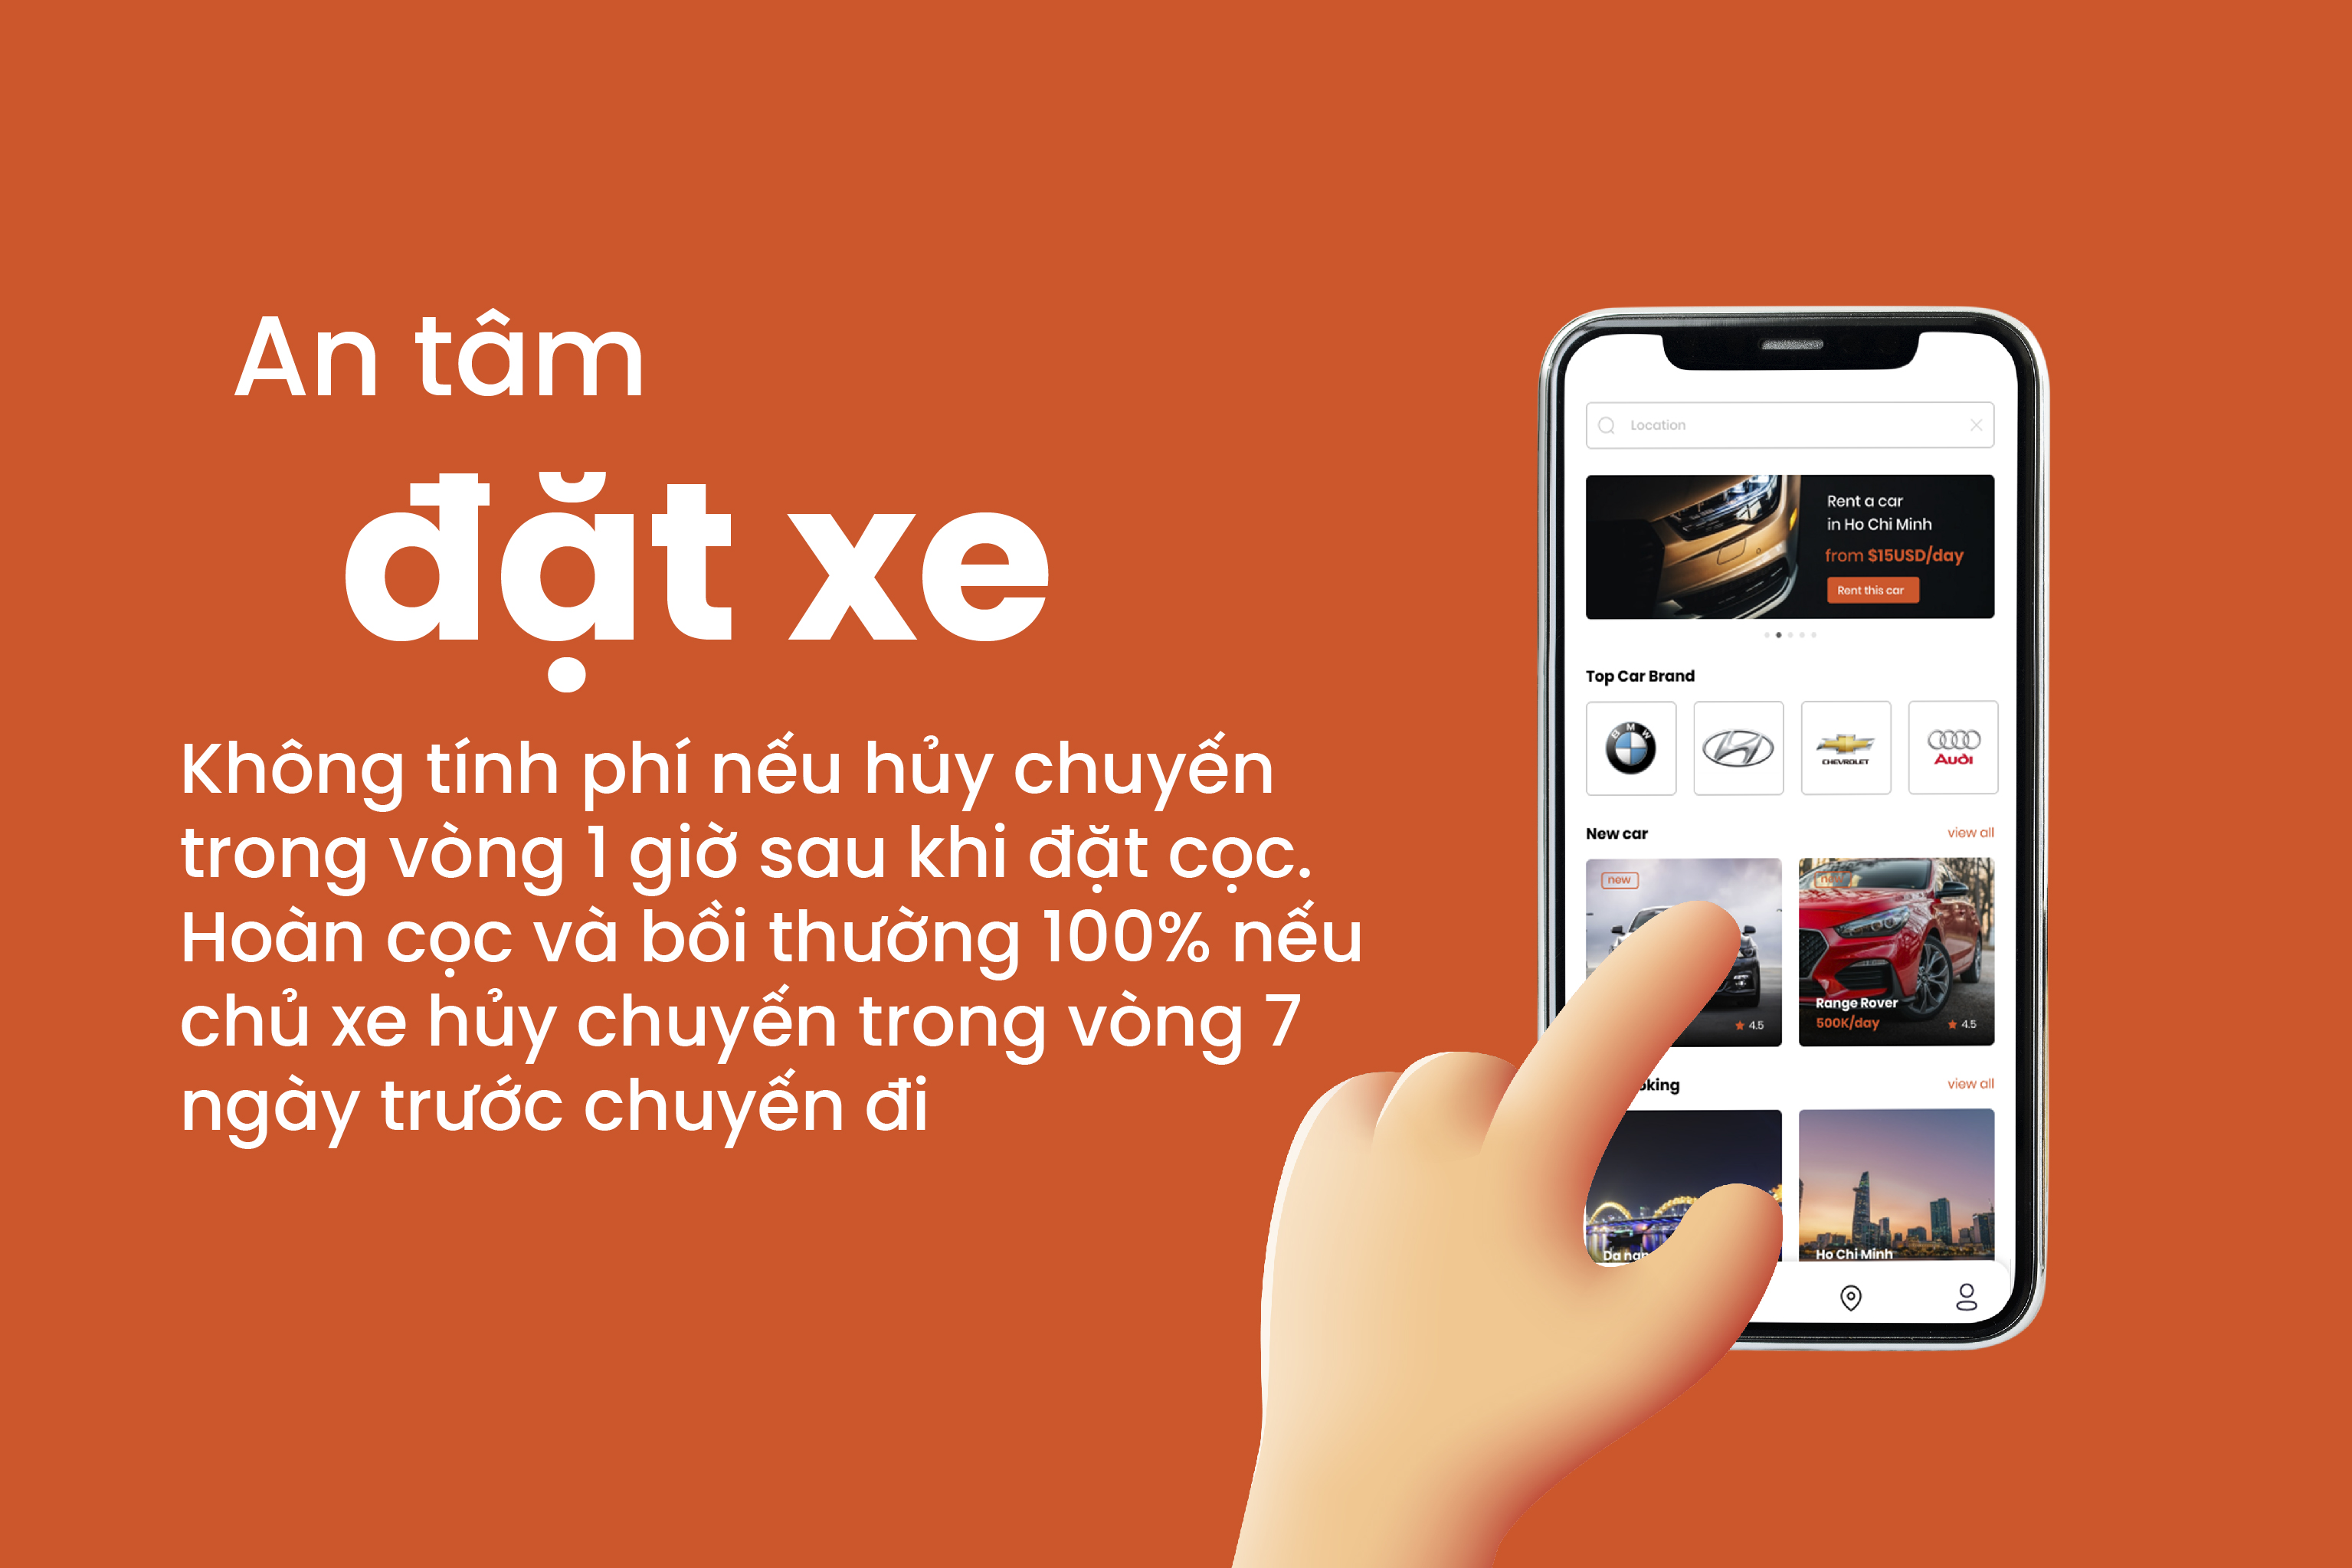 An tâm
đặt xe
Không tính phí nếu hủy chuyến
trong vòng 1 giờ sau khi đặt cọc.
Hoàn cọc và bồi thường 100% nếu
chủ xe hủy chuyến trong vòng 7
ngày trước chuyến đi
Location
Rent a car
in Ho Chi Minh
from $15USD/day
Rent this car
Top Car Brand
BMW
CHEVROLET
Audi
New car
view all
new
4.5
Range Rover
500K/day
4.5
view all
Ho Chi Minh